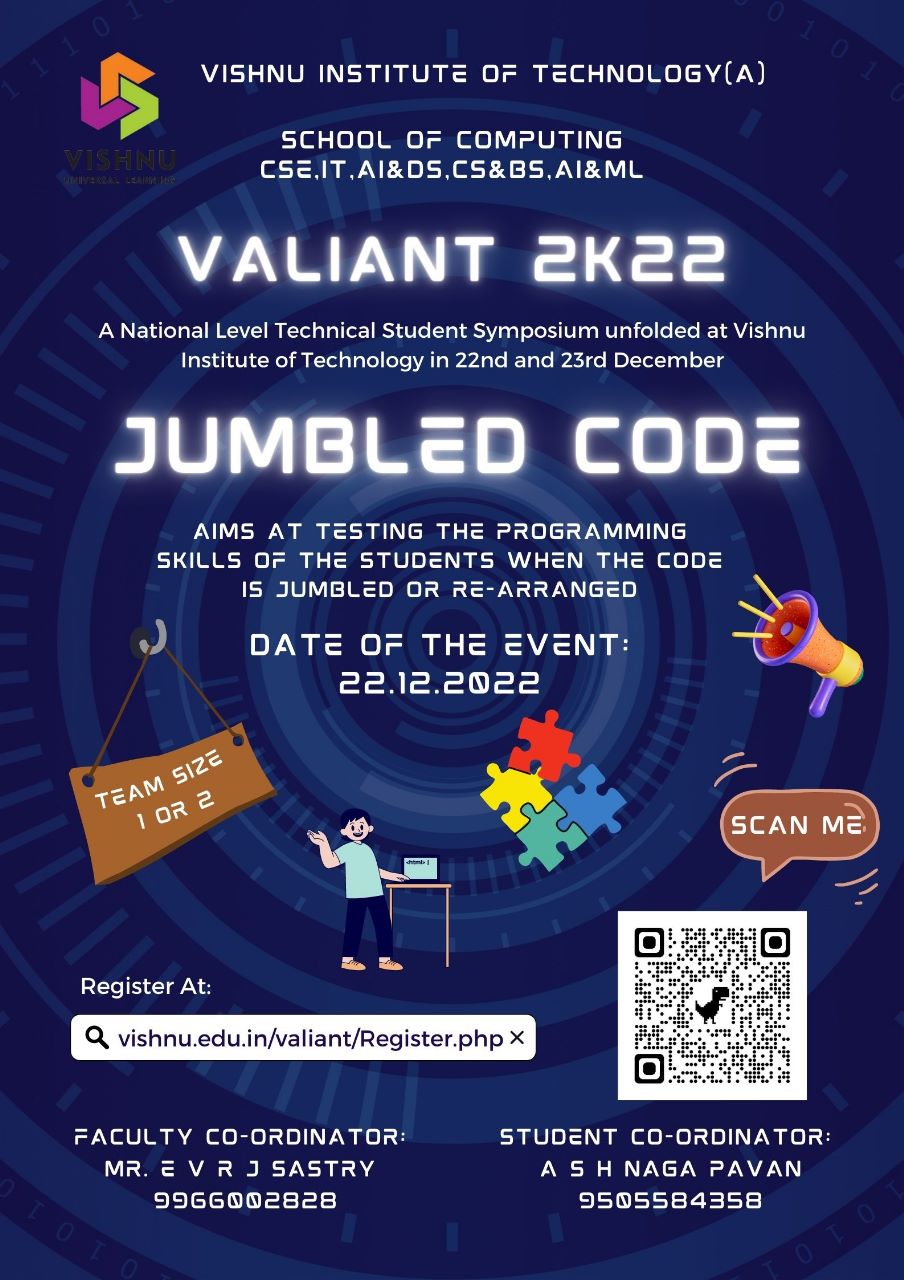 VISHNU INSTITUTE OF TECHNOLOGY(A)
VISHNU
UNIVERSAL LEARNING
SCHOOL OF COMPUTING
CSE,IT,AI&DS,CS&BS,AI&ML
VALIANT 2K22
A National Level Technical Student Symposium unfolded at Vishnu
Institute of Technology in 22nd and 23rd December
JUMBLED CODE
AIMS AT TESTING THE PROGRAMMING
SKILLS OF THE STUDENTS WHEN THE CODE
IS JUMBLED OR RE-ARRANGED
DATE OF THE EVENT:
22.12.2022
TEAM SIZE
1 OR 2
<html> |
SCAN ME
Register At:
vishnu.edu.in/valiant/Register.php ×
FACULTY CO-ORDINATOR:
MR. E V R J SASTRY
9966002828
STUDENT CO-ORDINATOR:
A S H NAGA PAVAN
9505584358